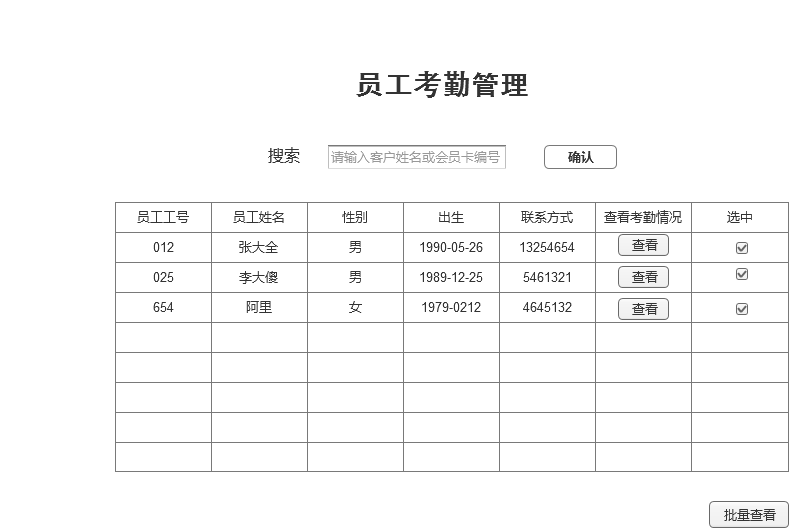 员工考勤管理
搜索 请输入客户姓名或会员卡编号 确认
员工工号 员工姓名 性别 出生 联系方式 查看考勤情况 选中
012 张大全 男 1990-05-26 13254654 查看
025 李大傻 男 1989-12-25 5461321 查看
654 阿里 女 1979-0212 4645132 查看
批量查看